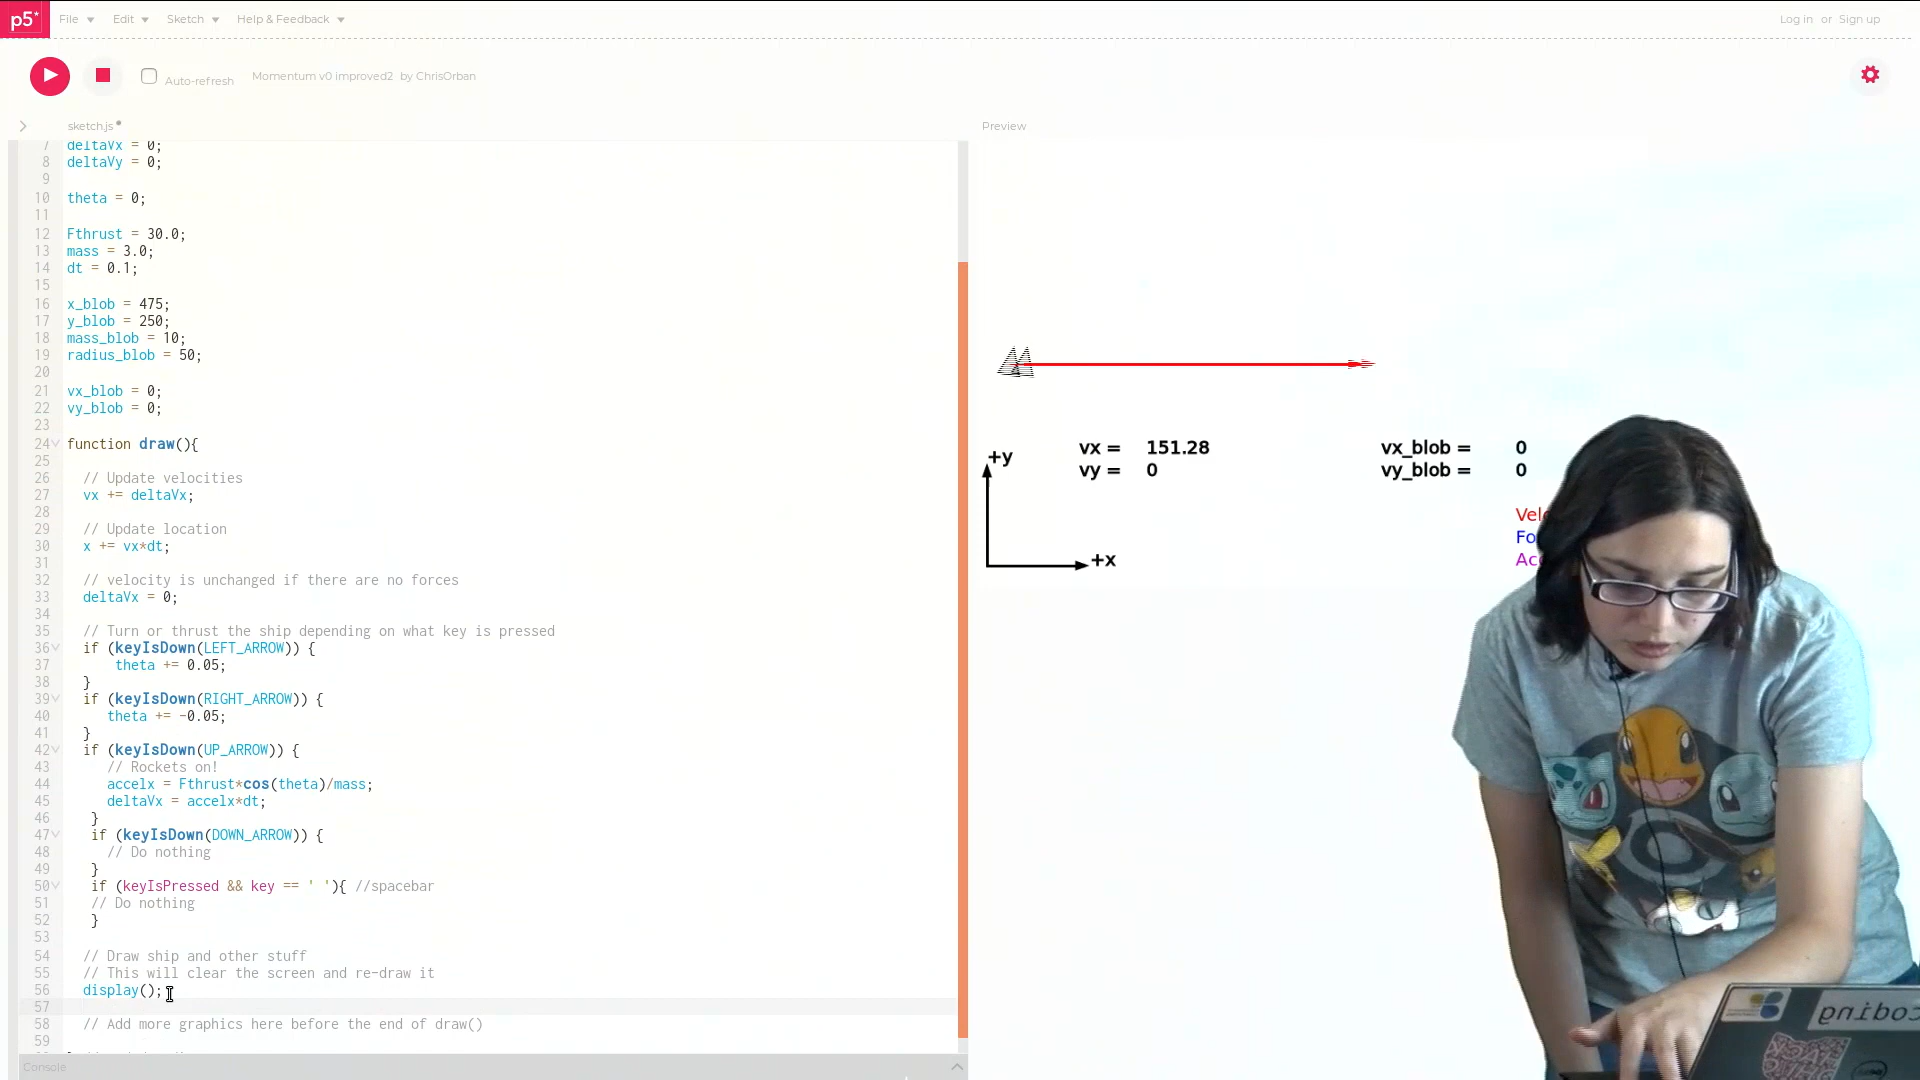 p5*
File
Edit
Sketch
Help & Feedback
Log in or Sign up
Auto-refresh
Momentum v0 improved2 by ChrisOrban
sketch.js
Preview
7 deltaVx = 0;
8 deltaVy = 0;
9
10 theta = 0;
11
12 Fthrust = 30.0;
13 mass = 3.0;
14 dt = 0.1;
15
16 x_blob = 475;
17 y_blob = 250;
18 mass_blob = 10;
19 radius_blob = 50;
20
21 vx_blob = 0;
22 vy_blob = 0;
23
24 function draw(){
25
26 // Update velocities
27 vx += deltaVx;
28
29 // Update location
30 x += vx*dt;
31
32 // velocity is unchanged if there are no forces
33 deltaVx = 0;
34
35 // Turn or thrust the ship depending on what key is pressed
36 if (keyIsDown(LEFT_ARROW)) {
37 theta += 0.05;
38 }
39 if (keyIsDown(RIGHT_ARROW)) {
40 theta += -0.05;
41 }
42 if (keyIsDown(UP_ARROW)) {
43 // Rockets on!
44 accelx = Fthrust*cos(theta)/mass;
45 deltaVx = accelx*dt;
46 }
47 if (keyIsDown(DOWN_ARROW)) {
48 // Do nothing
49 }
50 if (keyIsPressed && key == ' '){ //spacebar
51 // Do nothing
52 }
53
54 // Draw ship and other stuff
55 // This will clear the screen and re-draw it
56 display();
57
58 // Add more graphics here before the end of draw()
59
Console
vx = 151.28
vy = 0
vx_blob = 0
vy_blob = 0
+y
+x
coding